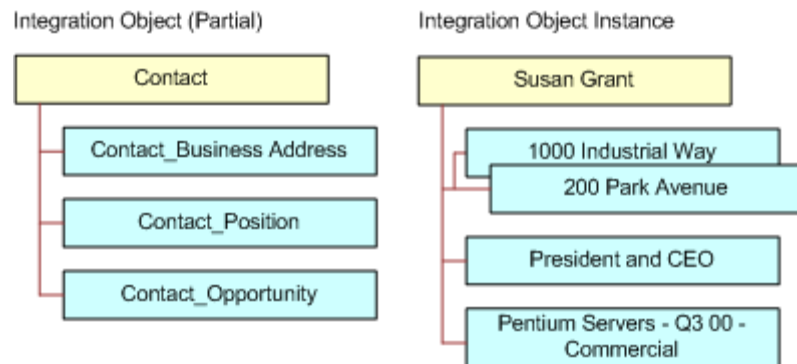 Integration Object (Partial)
Contact
Contact_Business Address
Contact_Position
Contact_Opportunity
Integration Object Instance
Susan Grant
1000 Industrial Way
200 Park Avenue
President and CEO
Pentium Servers - Q3 00 -
Commercial